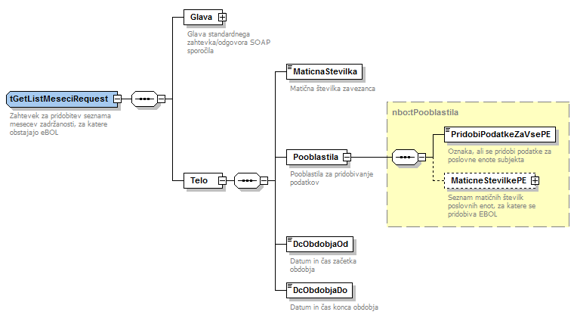 Glava
Glava standardnega
zahtevka/odgovora SOAP
sporočila
tGetListMeseciRequest
Zahtevek za pridobitev seznama
mesecev zadržanosti, za katere
obstajajo eBOL
MaticnaStevilka
Matična številka zavezanca
nbo:tPooblastila
PridobiPodatkeZaVsePE
Oznaka, ali se pridobi podatke za
poslovne enote subjekta
Pooblastila
Pooblastila za pridobivanje
podatkov
Telo
MaticneStevilkePE
Seznam matičnih številk
poslovnih enot, za katere se
pridobiva EBOL
DcObdobjaOd
Datum in čas začetka
obdobja
DcObdobjaDo
Datum in čas konca obdobja